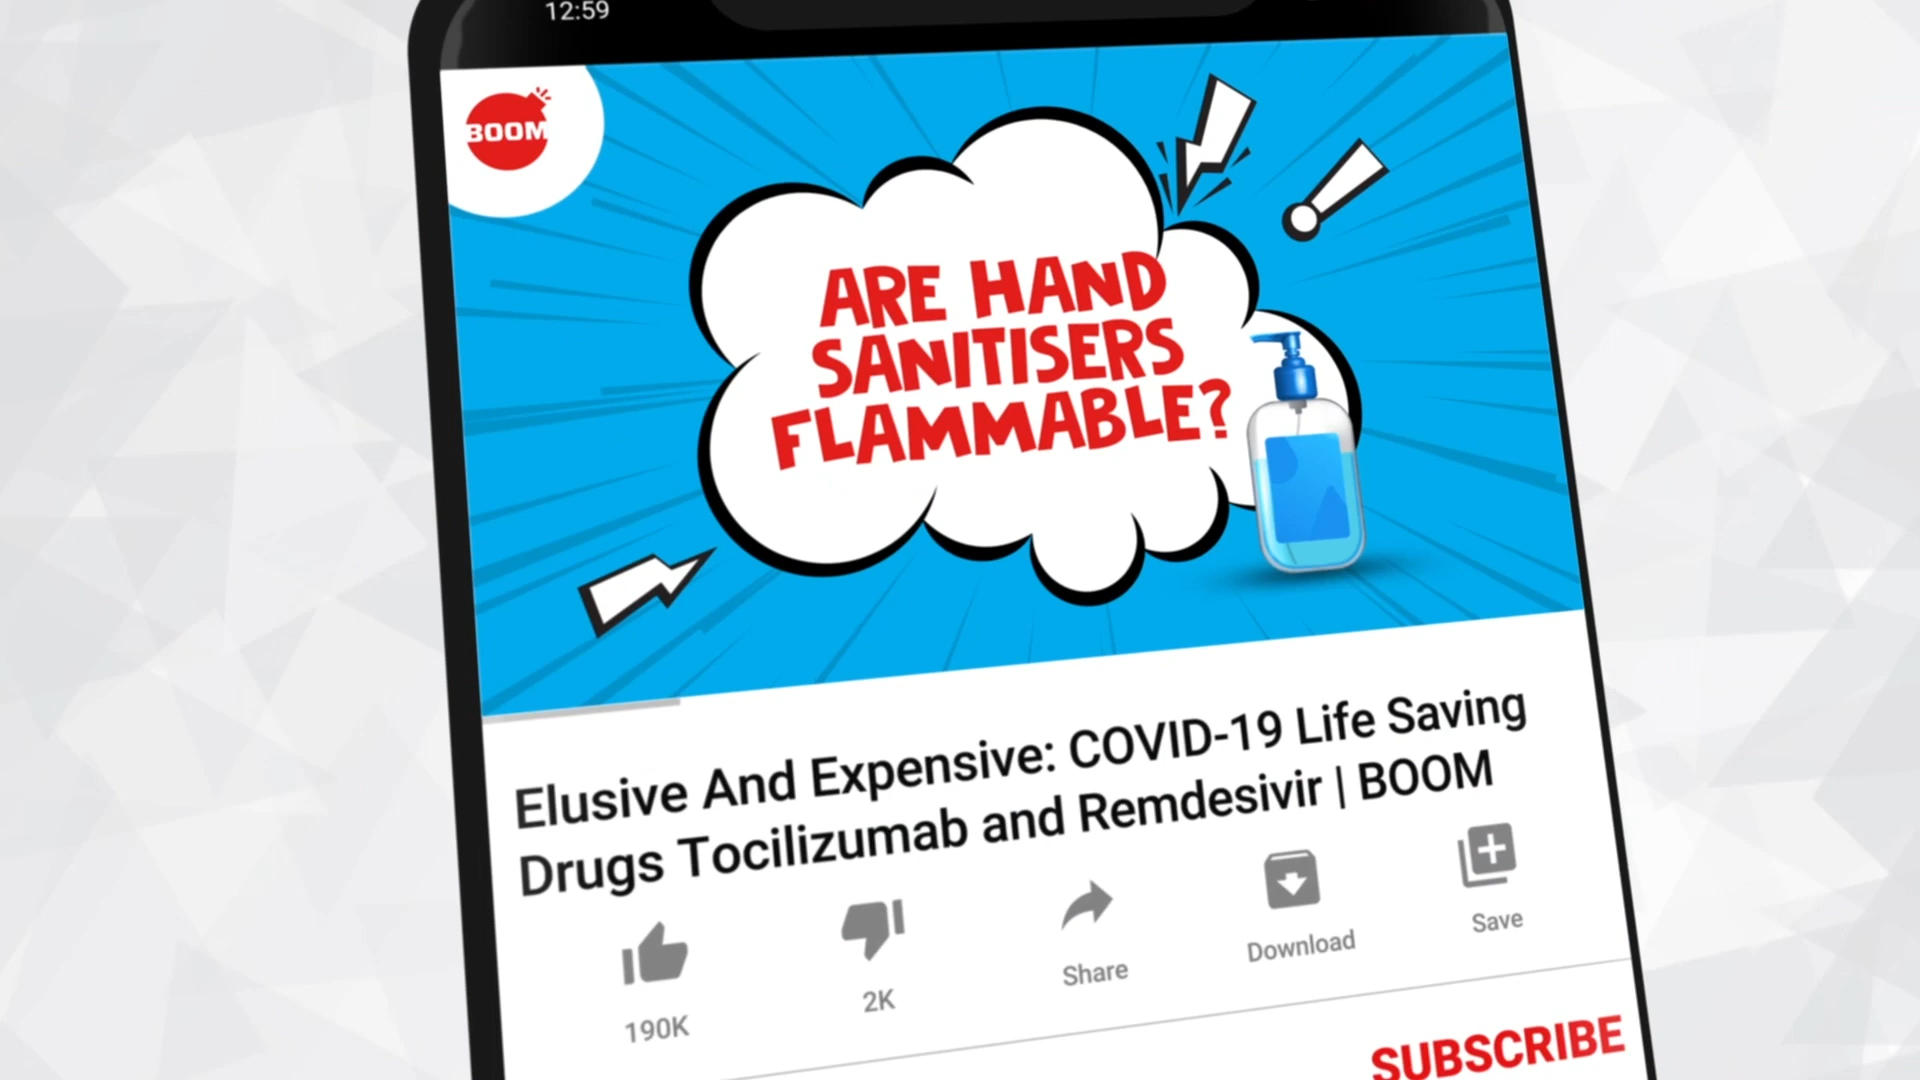 12:59
BOOM
ARE HAND
SANITISERS
FLAMMABLE?
Elusive And Expensive: COVID-19 Life Saving
Drugs Tocilizumab and Remdesivir | BOOM
190K
2K
Share
Download
Save
SUBSCRIBE